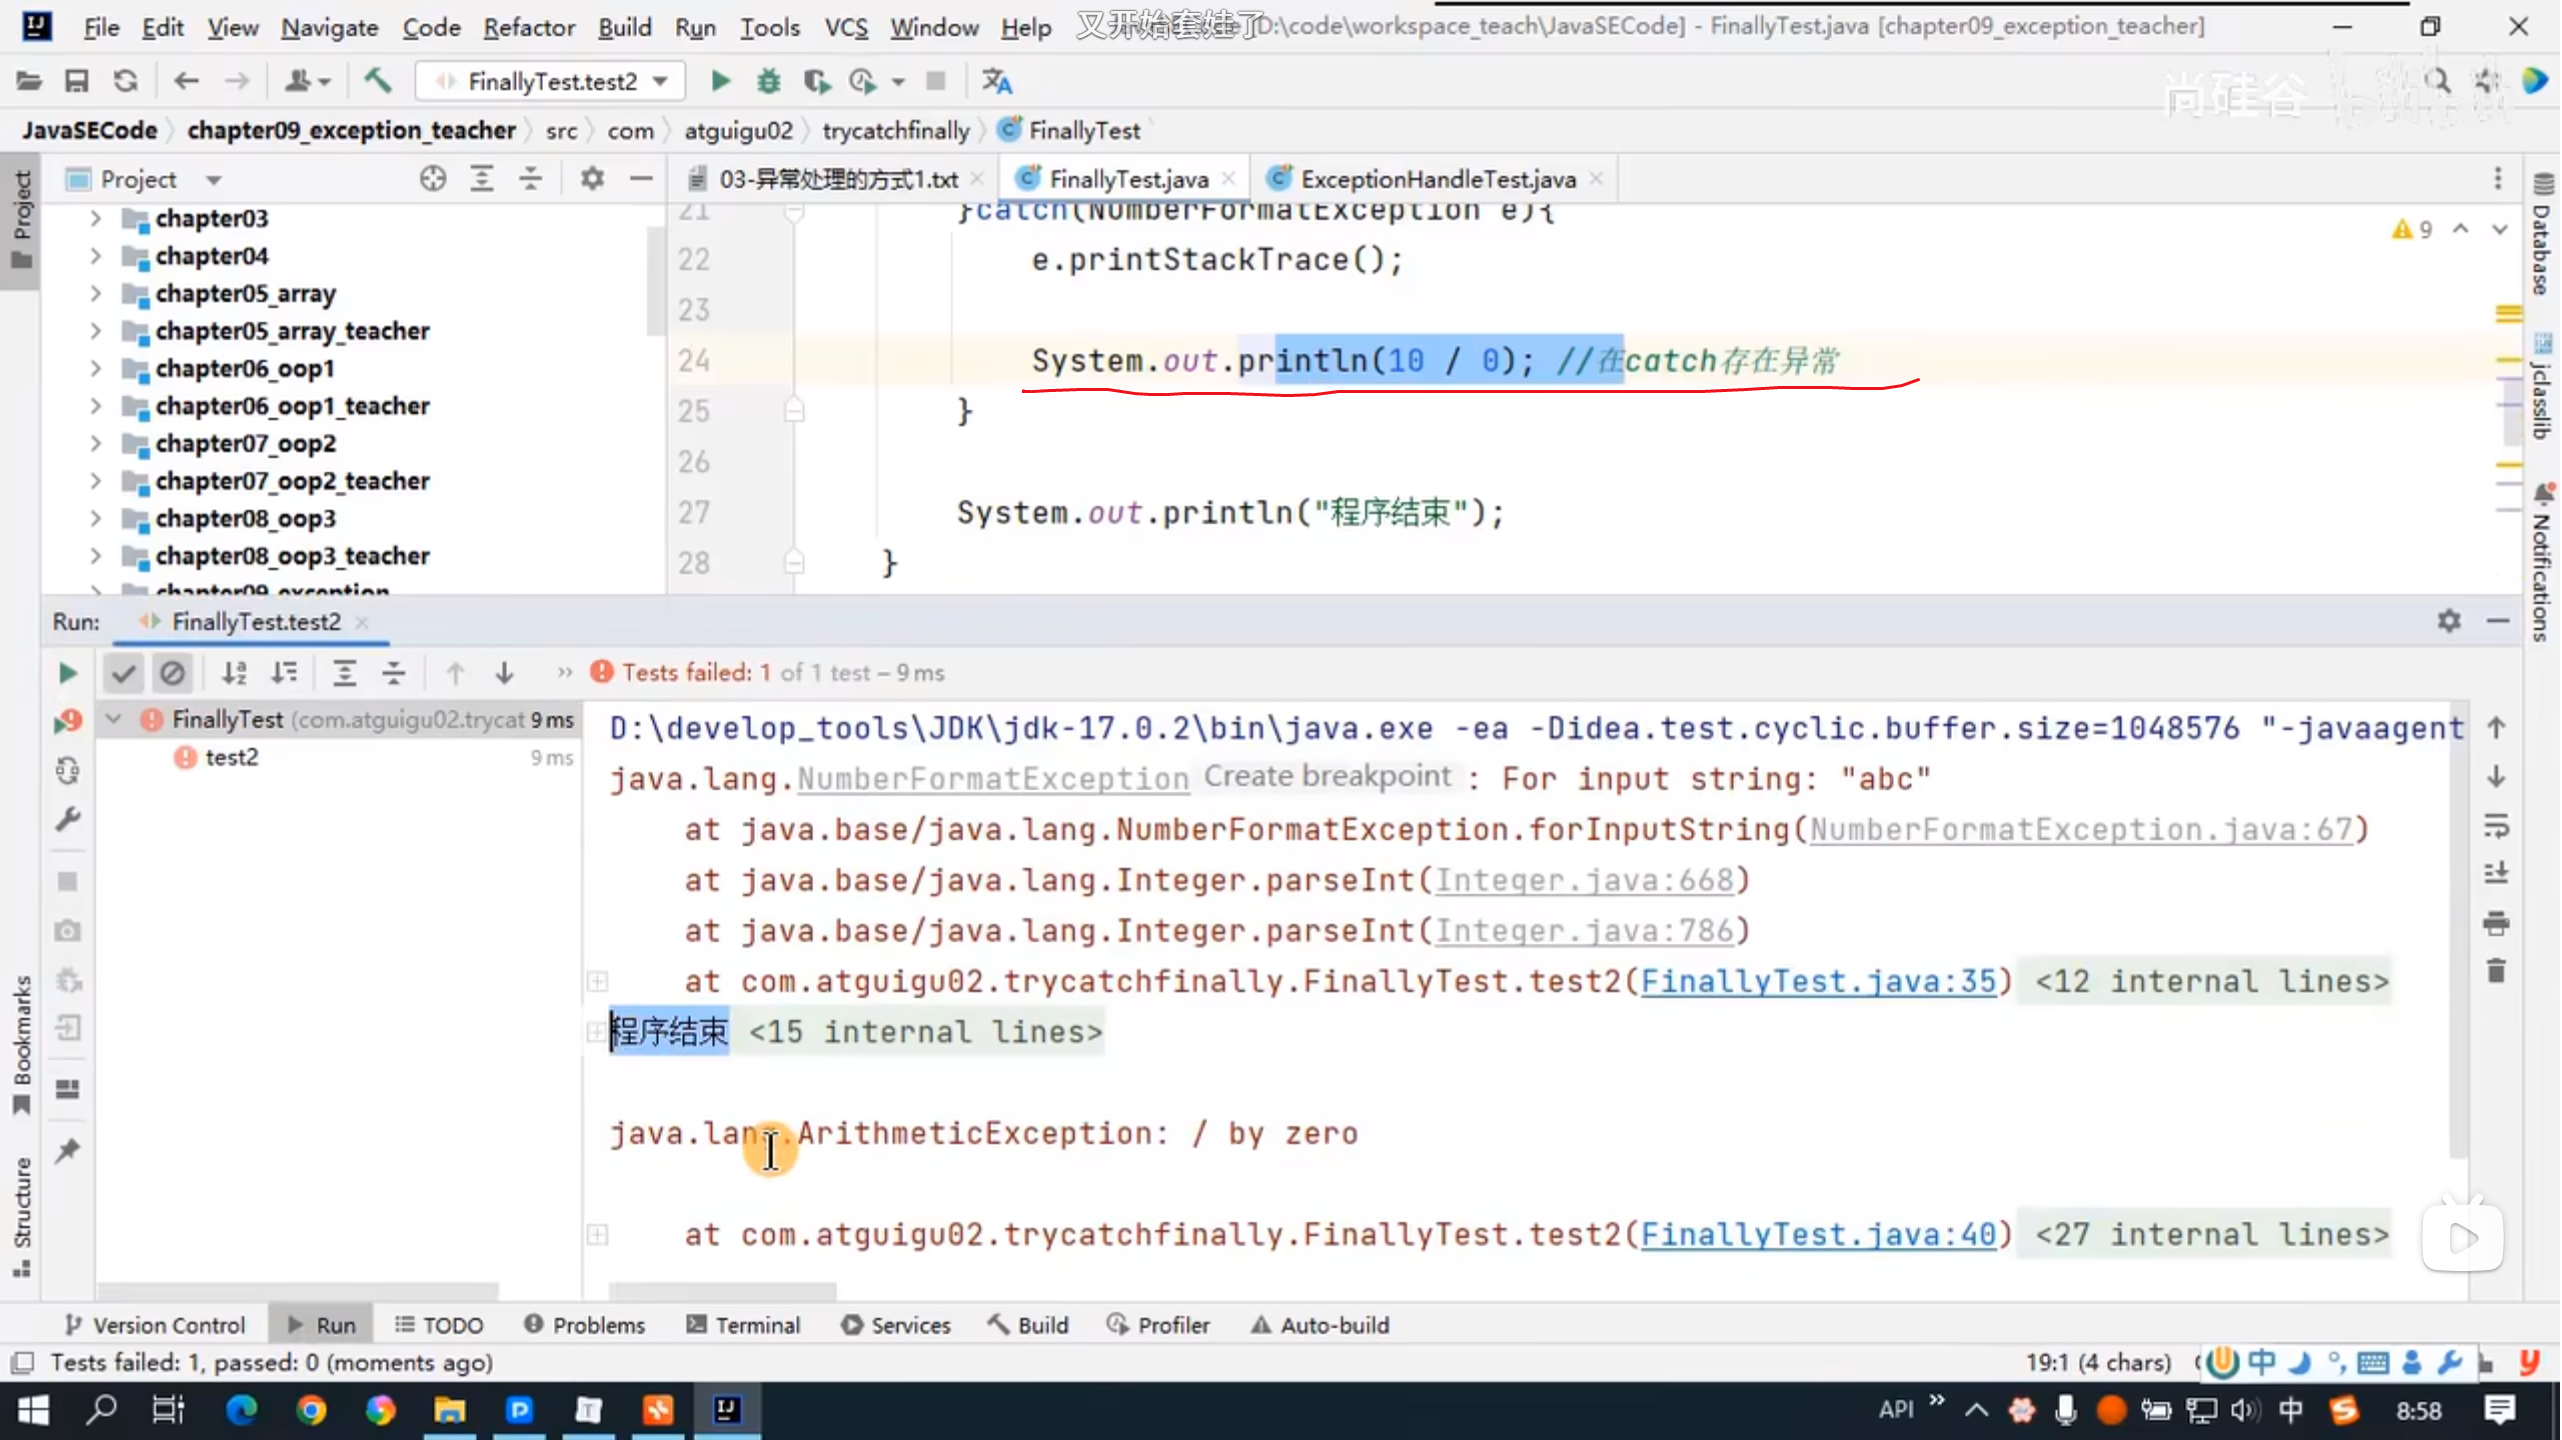 File Edit View Navigate Code Refactor Build Run Tools VCS Window Help 又开始套娃了 D:\code\workspace_teach\JavaSECode] - FinallyTest.java [chapter09_exception_teacher]
FinallyTest.test2
尚硅谷
JavaSECode chapter09_exception_teacher src com atguigu02 trycatchfinally FinallyTest
Project
Project
03-异常处理的方式1.txt
FinallyTest.java
ExceptionHandleTest.java
chapter03
chapter04
chapter05_array
chapter05_array_teacher
chapter06_oop1
chapter06_oop1_teacher
chapter07_oop2
chapter07_oop2_teacher
chapter08_oop3
chapter08_oop3_teacher
chapter09_exception
21 }catch(NumberFormatException e){
22 e.printStackTrace();
23
24 System.out.println(10 / 0); //在catch存在异常
25 }
26
27 System.out.println("程序结束");
28 }
9
Database
jclasslib
Notifications
Run: FinallyTest.test2
Tests failed: 1 of 1 test – 9 ms
FinallyTest (com.atguigu02.trycat 9 ms
test2 9 ms
D:\develop_tools\JDK\jdk-17.0.2\bin\java.exe -ea -Didea.test.cyclic.buffer.size=1048576 "-javaagent
java.lang.NumberFormatException Create breakpoint : For input string: "abc"
at java.base/java.lang.NumberFormatException.forInputString(NumberFormatException.java:67)
at java.base/java.lang.Integer.parseInt(Integer.java:668)
at java.base/java.lang.Integer.parseInt(Integer.java:786)
at com.atguigu02.trycatchfinally.FinallyTest.test2(FinallyTest.java:35) <12 internal lines>
程序结束 <15 internal lines>
java.lang.ArithmeticException: / by zero
at com.atguigu02.trycatchfinally.FinallyTest.test2(FinallyTest.java:40) <27 internal lines>
Bookmarks
Structure
Version Control Run TODO Problems Terminal Services Build Profiler Auto-build
Tests failed: 1, passed: 0 (moments ago)
19:1 (4 chars)
中
API
中
8:58